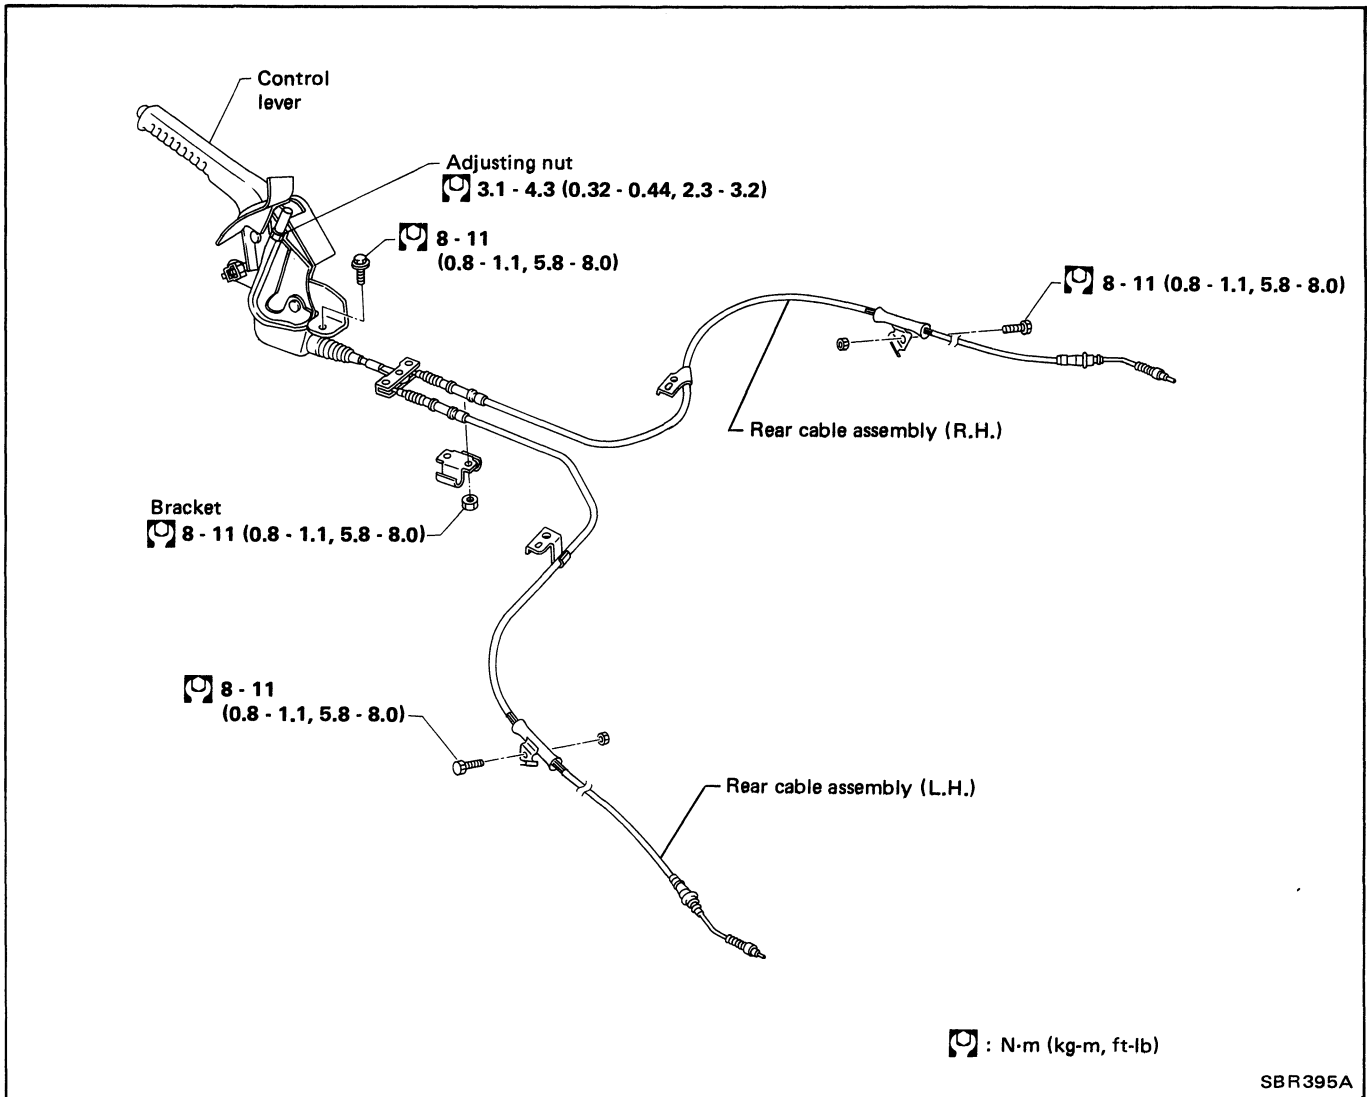 Control
lever
Adjusting nut
3.1 - 4.3 (0.32 - 0.44, 2.3 - 3.2)
8 - 11
(0.8 - 1.1, 5.8 - 8.0)
8 - 11 (0.8 - 1.1, 5.8 - 8.0)
Rear cable assembly (R.H.)
Bracket
8 - 11 (0.8 - 1.1, 5.8 - 8.0)
8 - 11
(0.8 - 1.1, 5.8 - 8.0)
Rear cable assembly (L.H.)
: N·m (kg-m, ft-lb)
SBR395A